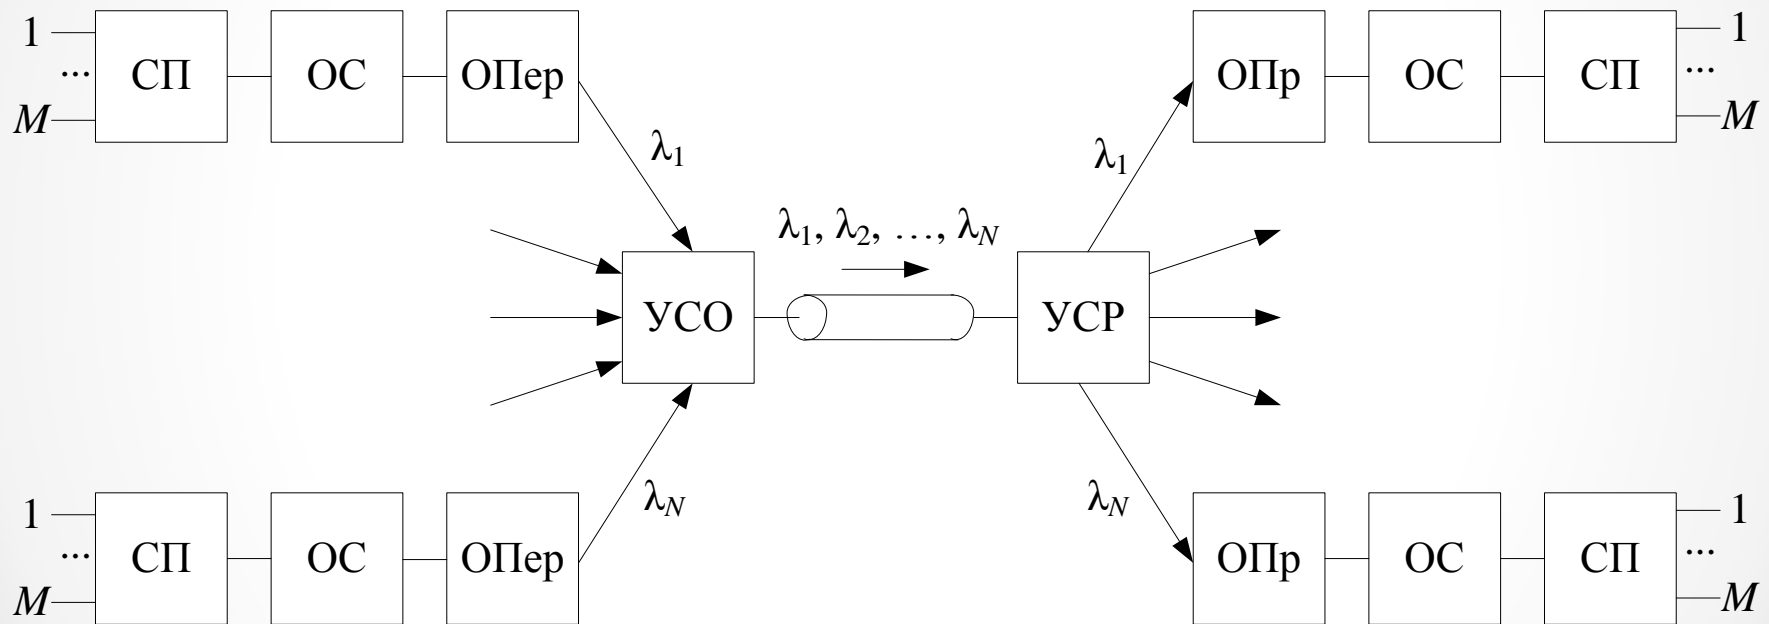 1 СП ОС ОПер ОПр ОС СП 1
... ...
M M
λ1 λ1
λ1, λ2, …, λN
УСО УСР
λN λN
1 СП ОС ОПер ОПр ОС СП 1
... ...
M M